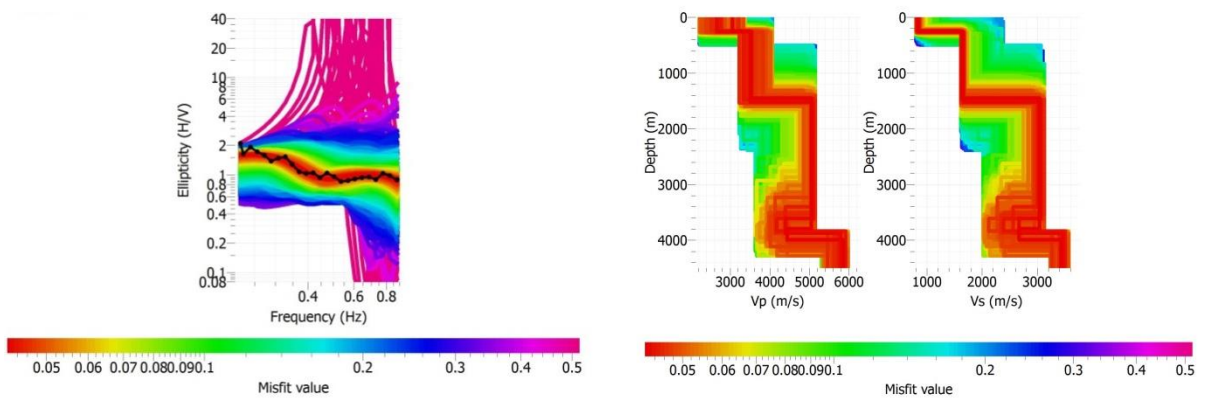 40
20
10
8
4
2
1
0.8
0.6
0.4
0.2
0.1
0.08
Ellipticity (H/V)
0.4 0.6 0.8
Frequency (Hz)
0.05 0.06 0.07 0.08 0.09 0.1 0.2 0.3 0.4 0.5
Misfit value
0
1000
2000
3000
4000
Depth (m)
3000 4000 5000 6000
Vp (m/s)
0
1000
2000
3000
4000
Depth (m)
1000 2000 3000
Vs (m/s)
0.05 0.06 0.07 0.08 0.09 0.1 0.2 0.3 0.4 0.5
Misfit value